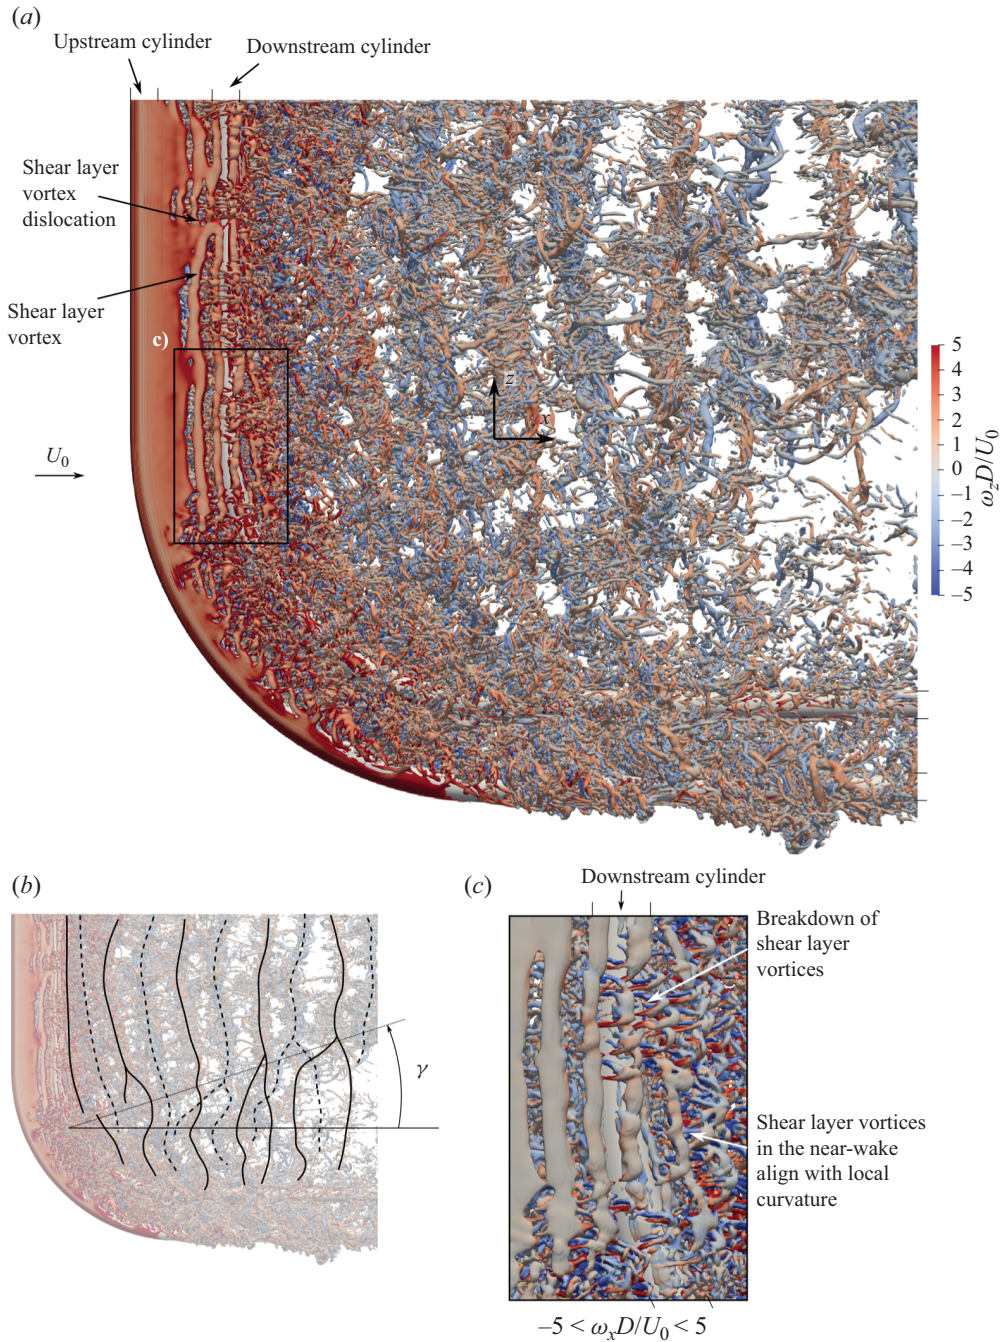 (a)
Upstream cylinder
Downstream cylinder
Shear layer
vortex
dislocation
Shear layer
vortex
c)
z
x
U₀
5
4
3
2
1
0
−1
−2
−3
−4
−5
ω_z D/U₀
(b)
γ
(c)
Downstream cylinder
Breakdown of
shear layer
vortices
Shear layer vortices
in the near-wake
align with local
curvature
−5 < ω_x D/U₀ < 5